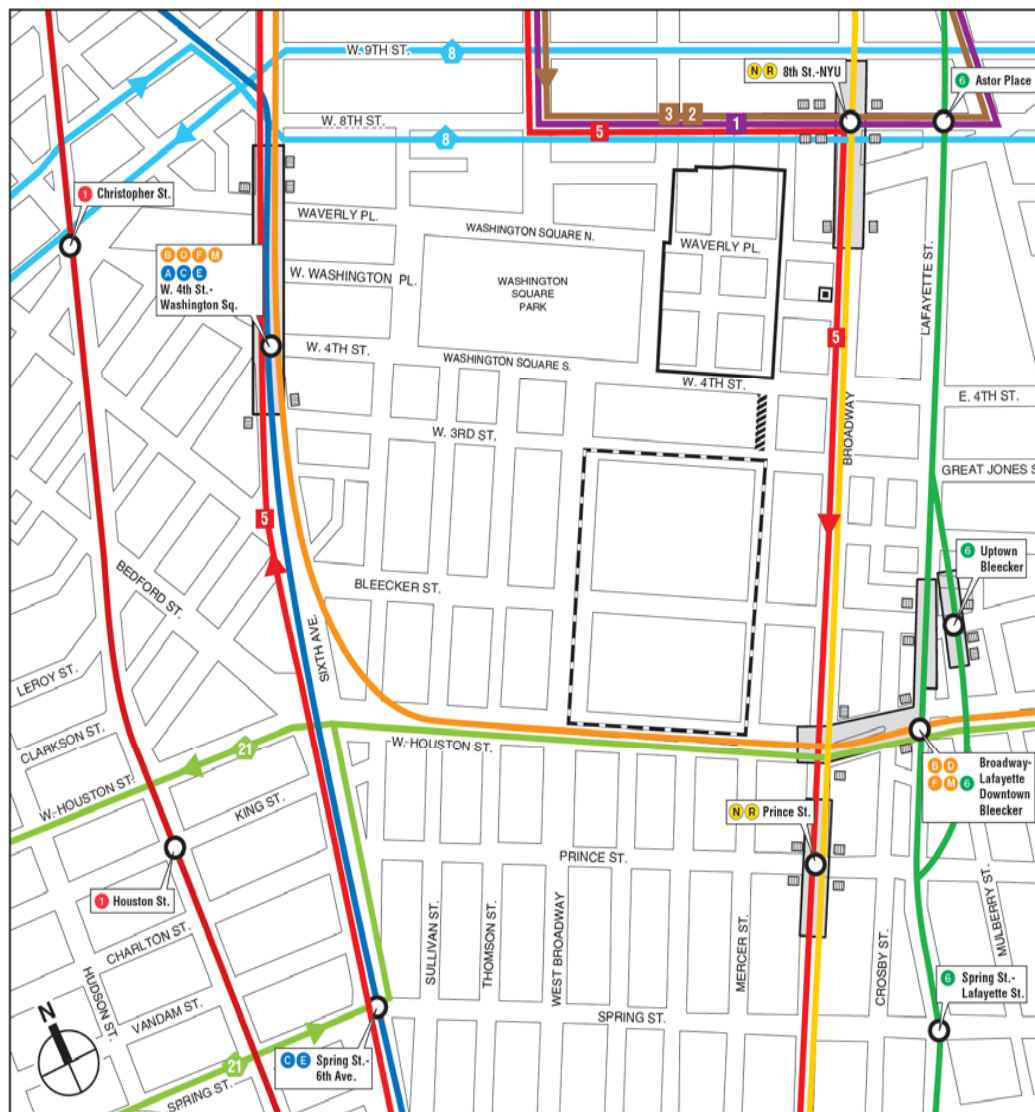 W. 9TH ST.
8
N R 8th St.-NYU
6 Astor Place
3 2
1
W. 8TH ST.
5
8
1 Christopher St.
WAVERLY PL.
WASHINGTON SQUARE N.
WAVERLY PL.
LAFAYETTE ST.
B D F M
A C E
W. 4th St.-
Washington Sq.
W. WASHINGTON PL.
WASHINGTON
SQUARE
PARK
5
W. 4TH ST.
WASHINGTON SQUARE S.
W. 4TH ST.
E. 4TH ST.
W. 3RD ST.
BROADWAY
GREAT JONES S
5
BEDFORD ST.
BLEECKER ST.
6 Uptown
Bleecker
SIXTH AVE.
LEROY ST.
CLARKSON ST.
21
W. HOUSTON ST.
W. HOUSTON ST.
B D
F M 6
Broadway-
Lafayette
Downtown
Bleecker
KING ST.
N R Prince St.
PRINCE ST.
1 Houston St.
CHARLTON ST.
SULLIVAN ST.
THOMSON ST.
WEST BROADWAY
MERCER ST.
CROSBY ST.
MULBERRY ST.
HUDSON ST.
VANDAM ST.
6 Spring St.-
Lafayette St.
N
SPRING ST.
C E Spring St.-
6th Ave.
21
SPRING ST.